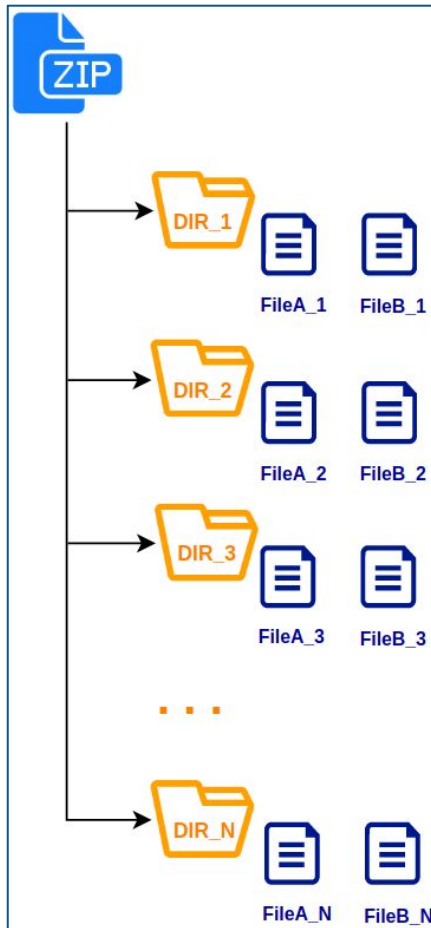 ZIP
DIR_1
FileA_1 FileB_1
DIR_2
FileA_2 FileB_2
DIR_3
FileA_3 FileB_3
. . .
DIR_N
FileA_N FileB_N